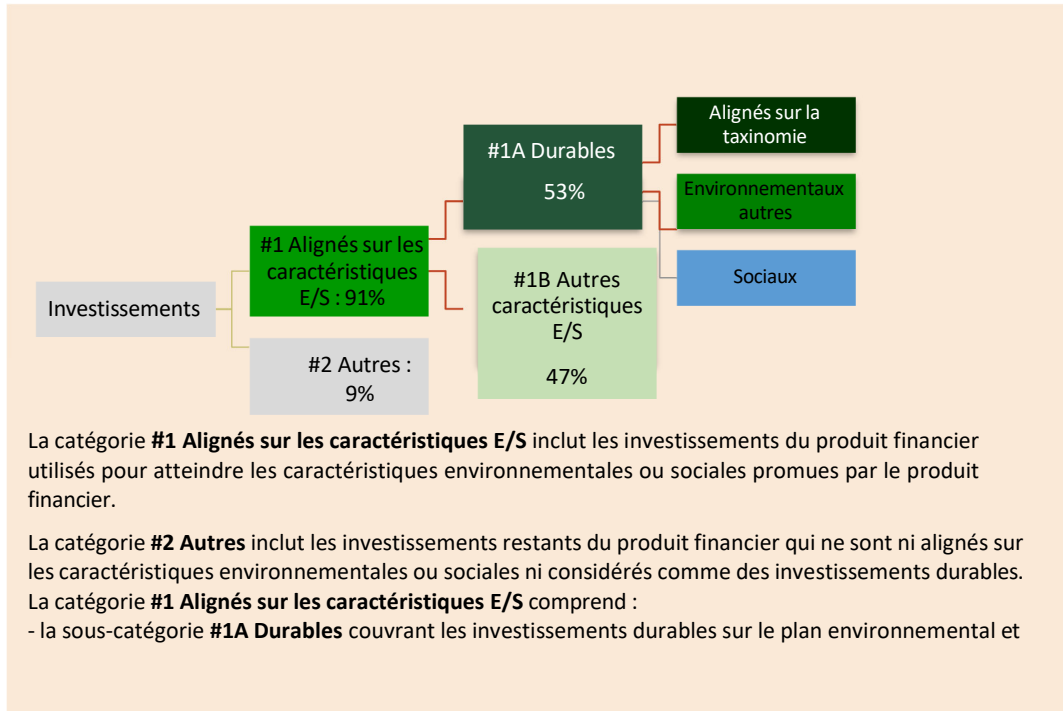 Investissements
#1 Alignés sur les
caractéristiques
E/S : 91%
#2 Autres :
9%
#1A Durables
53%
#1B Autres
caractéristiques
E/S
47%
Alignés sur la
taxinomie
Environnementaux
autres
Sociaux
La catégorie #1 Alignés sur les caractéristiques E/S inclut les investissements du produit financier
utilisés pour atteindre les caractéristiques environnementales ou sociales promues par le produit
financier.
La catégorie #2 Autres inclut les investissements restants du produit financier qui ne sont ni alignés sur
les caractéristiques environnementales ou sociales ni considérés comme des investissements durables.
La catégorie #1 Alignés sur les caractéristiques E/S comprend :
- la sous-catégorie #1A Durables couvrant les investissements durables sur le plan environnemental et